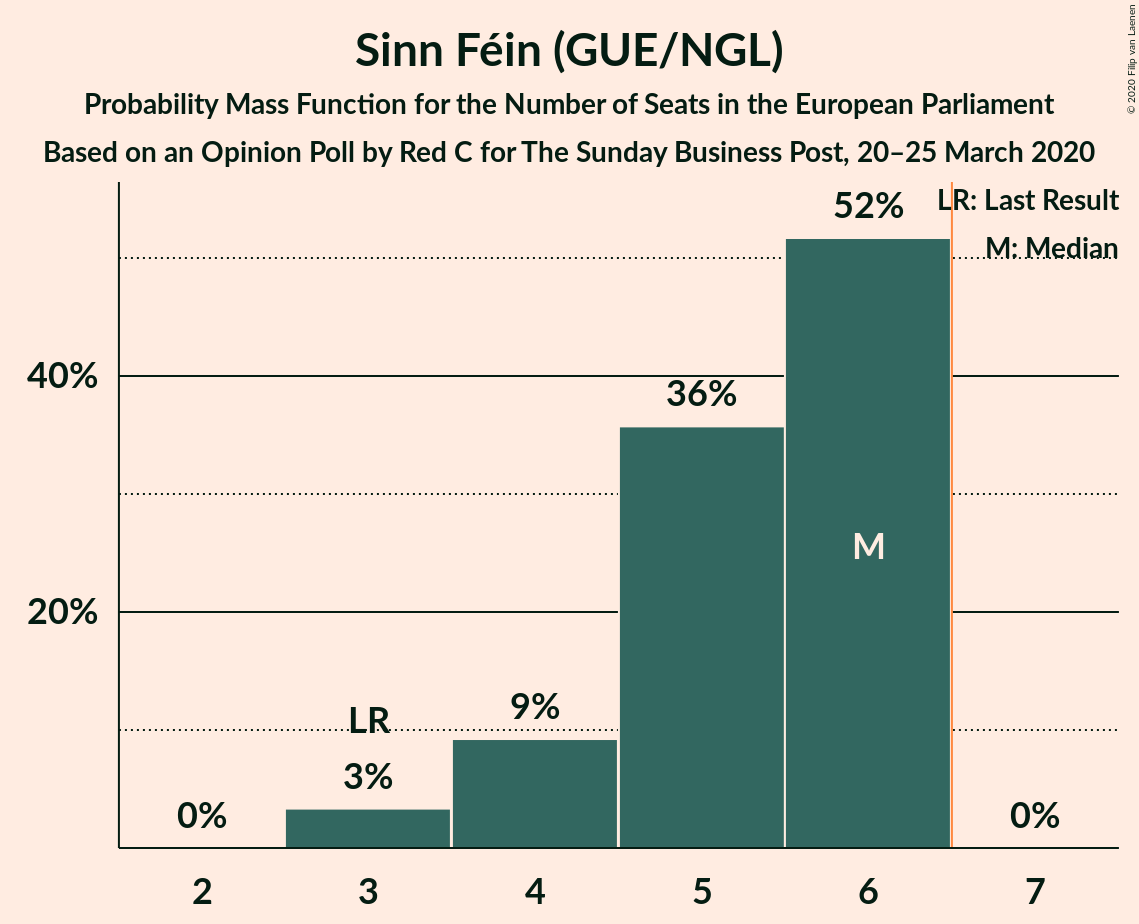 Sinn Féin (GUE/NGL)
Probability Mass Function for the Number of Seats in the European Parliament
Based on an Opinion Poll by Red C for The Sunday Business Post, 20–25 March 2020
© 2020 Filip van Laenen
LR: Last Result
M: Median
52%
40%
36%
M
20%
LR
9%
3%
0%
0%
2 3 4 5 6 7